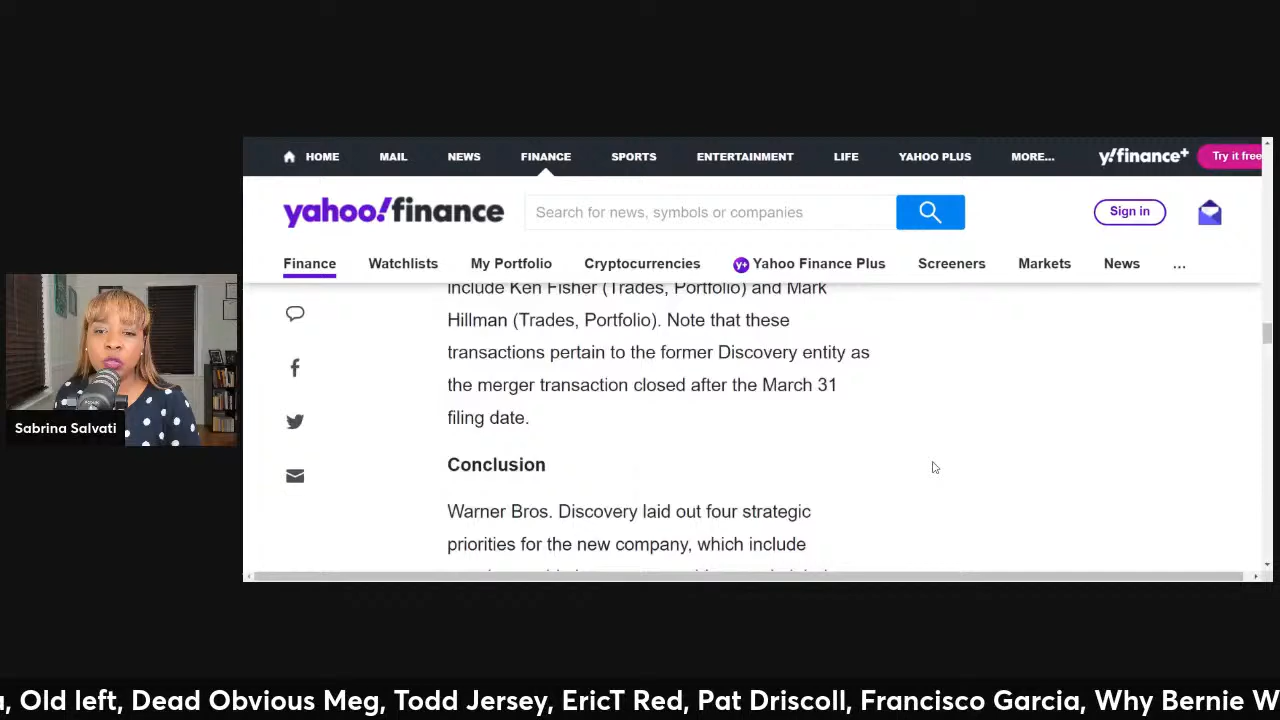 HOME MAIL NEWS FINANCE SPORTS ENTERTAINMENT LIFE YAHOO PLUS MORE... y!finance+ Try it free
yahoo!finance Search for news, symbols or companies Sign in
Finance Watchlists My Portfolio Cryptocurrencies y+ Yahoo Finance Plus Screeners Markets News ...
include Ken Fisher (Trades, Portfolio) and Mark
Hillman (Trades, Portfolio). Note that these
transactions pertain to the former Discovery entity as
the merger transaction closed after the March 31
filing date.
Conclusion
Warner Bros. Discovery laid out four strategic
priorities for the new company, which include
Sabrina Salvati
a, Old left, Dead Obvious Meg, Todd Jersey, EricT Red, Pat Driscoll, Francisco Garcia, Why Bernie W